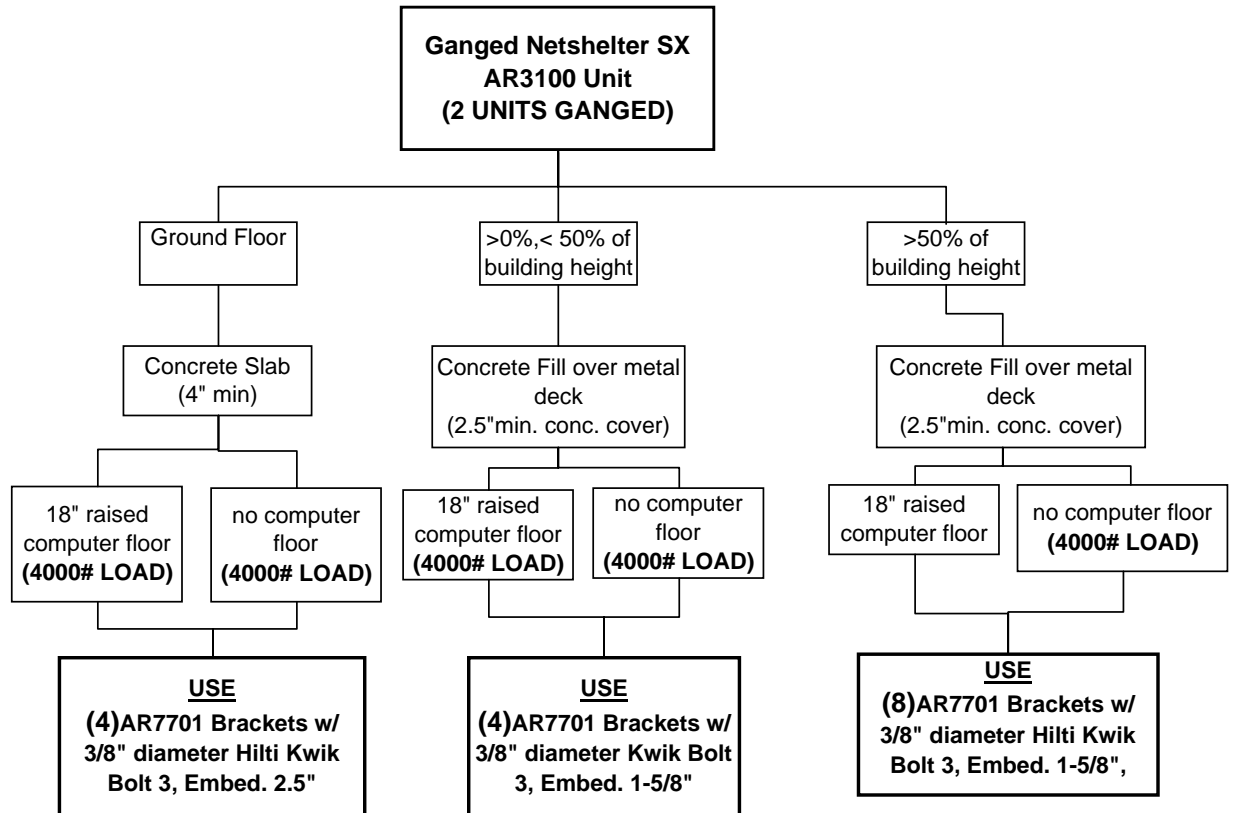 Ganged Netshelter SX
AR3100 Unit
(2 UNITS GANGED)
Ground Floor
>0%,< 50% of
building height
>50% of
building height
Concrete Slab
(4" min)
Concrete Fill over metal
deck
(2.5"min. conc. cover)
Concrete Fill over metal
deck
(2.5"min. conc. cover)
18" raised
computer floor
(4000# LOAD)
no computer
floor
(4000# LOAD)
18" raised
computer floor
(4000# LOAD)
no computer
floor
(4000# LOAD)
18" raised
computer floor
no computer floor
(4000# LOAD)
USE
(4)AR7701 Brackets w/
3/8" diameter Hilti Kwik
Bolt 3, Embed. 2.5"
USE
(4)AR7701 Brackets w/
3/8" diameter Kwik Bolt
3, Embed. 1-5/8"
USE
(8)AR7701 Brackets w/
3/8" diameter Hilti Kwik
Bolt 3, Embed. 1-5/8",